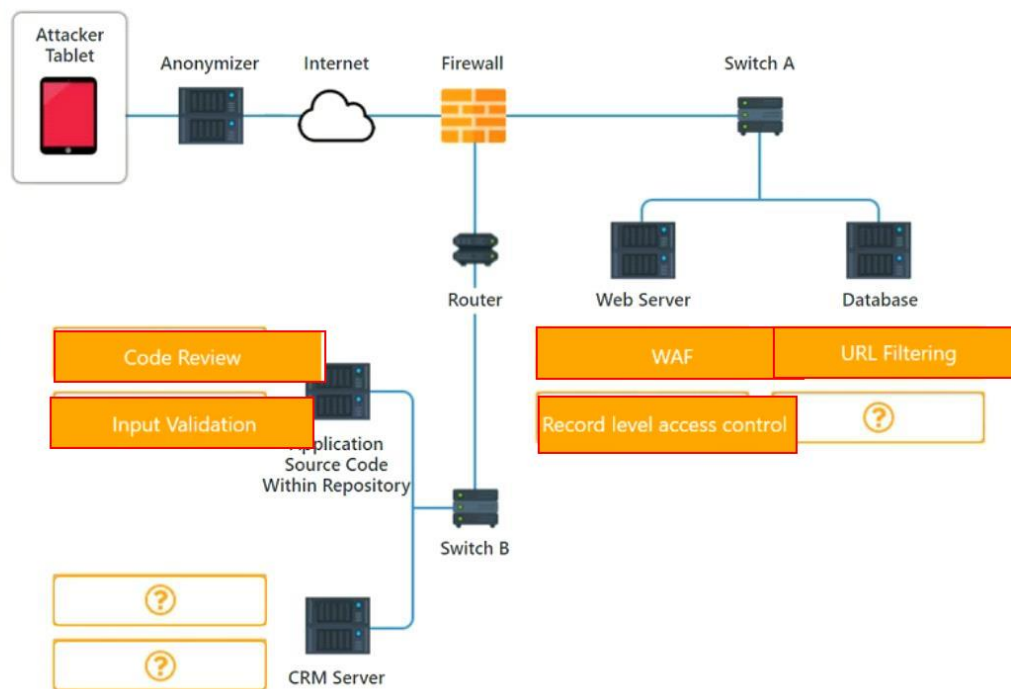 Attacker
Tablet
Anonymizer
Internet
Firewall
Switch A
Router
Web Server
Database
Code Review
WAF
URL Filtering
Input Validation
Record level access control
?
Application
Source Code
Within Repository
Switch B
?
?
CRM Server